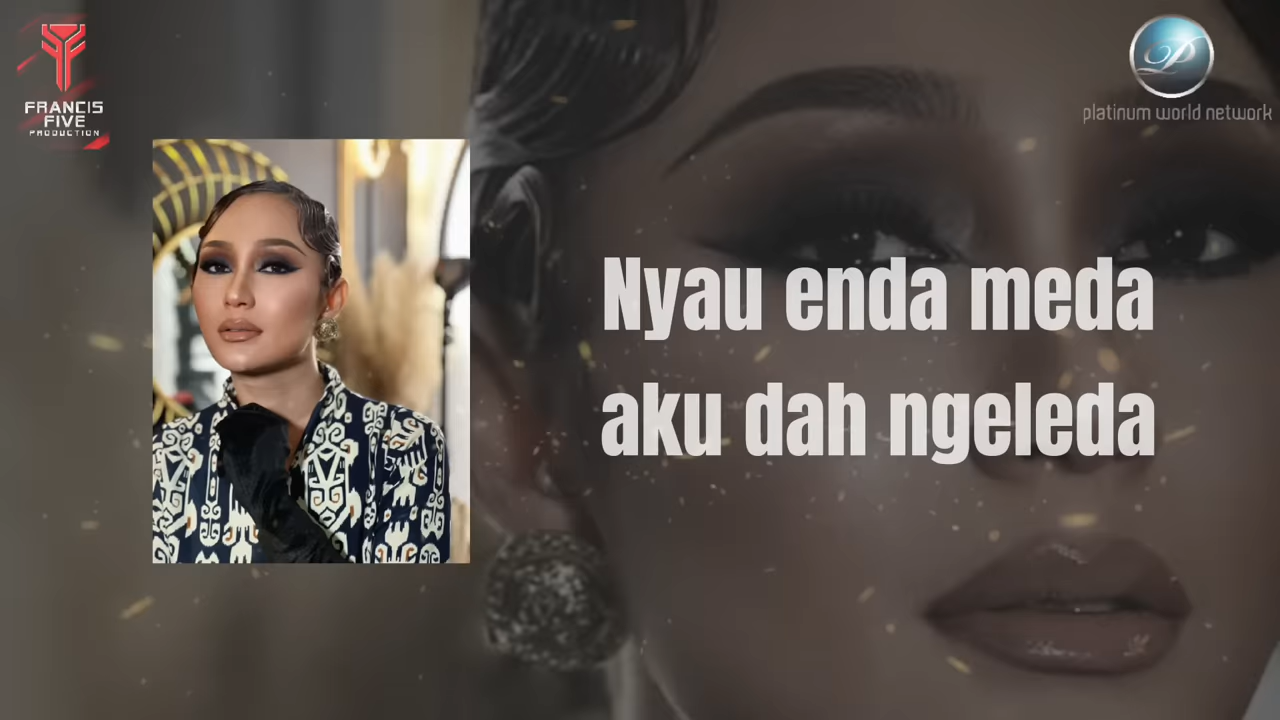 FRANCIS
FIVE
PRODUCTION
platinum world network
Nyau enda meda
aku dah ngeleda